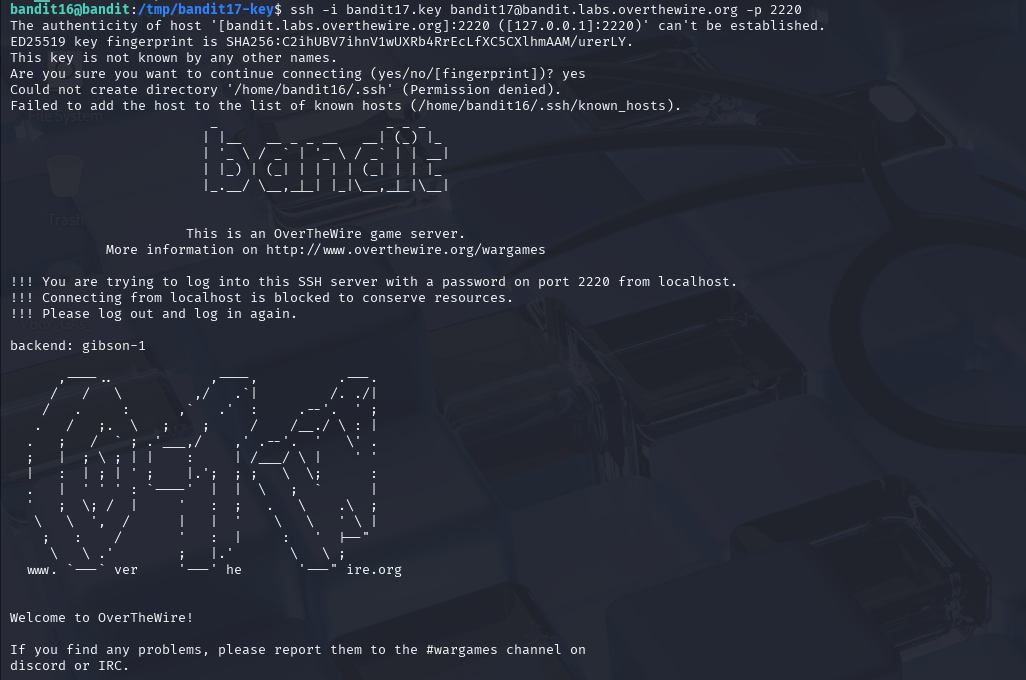 bandit16@bandit:/tmp/bandit17-key$ ssh -i bandit17.key bandit17@bandit.labs.overthewire.org -p 2220
The authenticity of host '[bandit.labs.overthewire.org]:2220 ([127.0.0.1]:2220)' can't be established.
ED25519 key fingerprint is SHA256:C2ihUBV7ihnV1wUXRb4RrEcLfXC5CXlhmAAM/urerLY.
This key is not known by any other names.
Are you sure you want to continue connecting (yes/no/[fingerprint])? yes
Could not create directory '/home/bandit16/.ssh' (Permission denied).
Failed to add the host to the list of known hosts (/home/bandit16/.ssh/known_hosts).
File System
bandit
Trash
This is an OverTheWire game server.
More information on http://www.overthewire.org/wargames
!!! You are trying to log into this SSH server with a password on port 2220 from localhost.
!!! Connecting from localhost is blocked to conserve resources.
!!! Please log out and log in again.
backend: gibson-1
www. ver he ire.org
Welcome to OverTheWire!
If you find any problems, please report them to the #wargames channel on
discord or IRC.